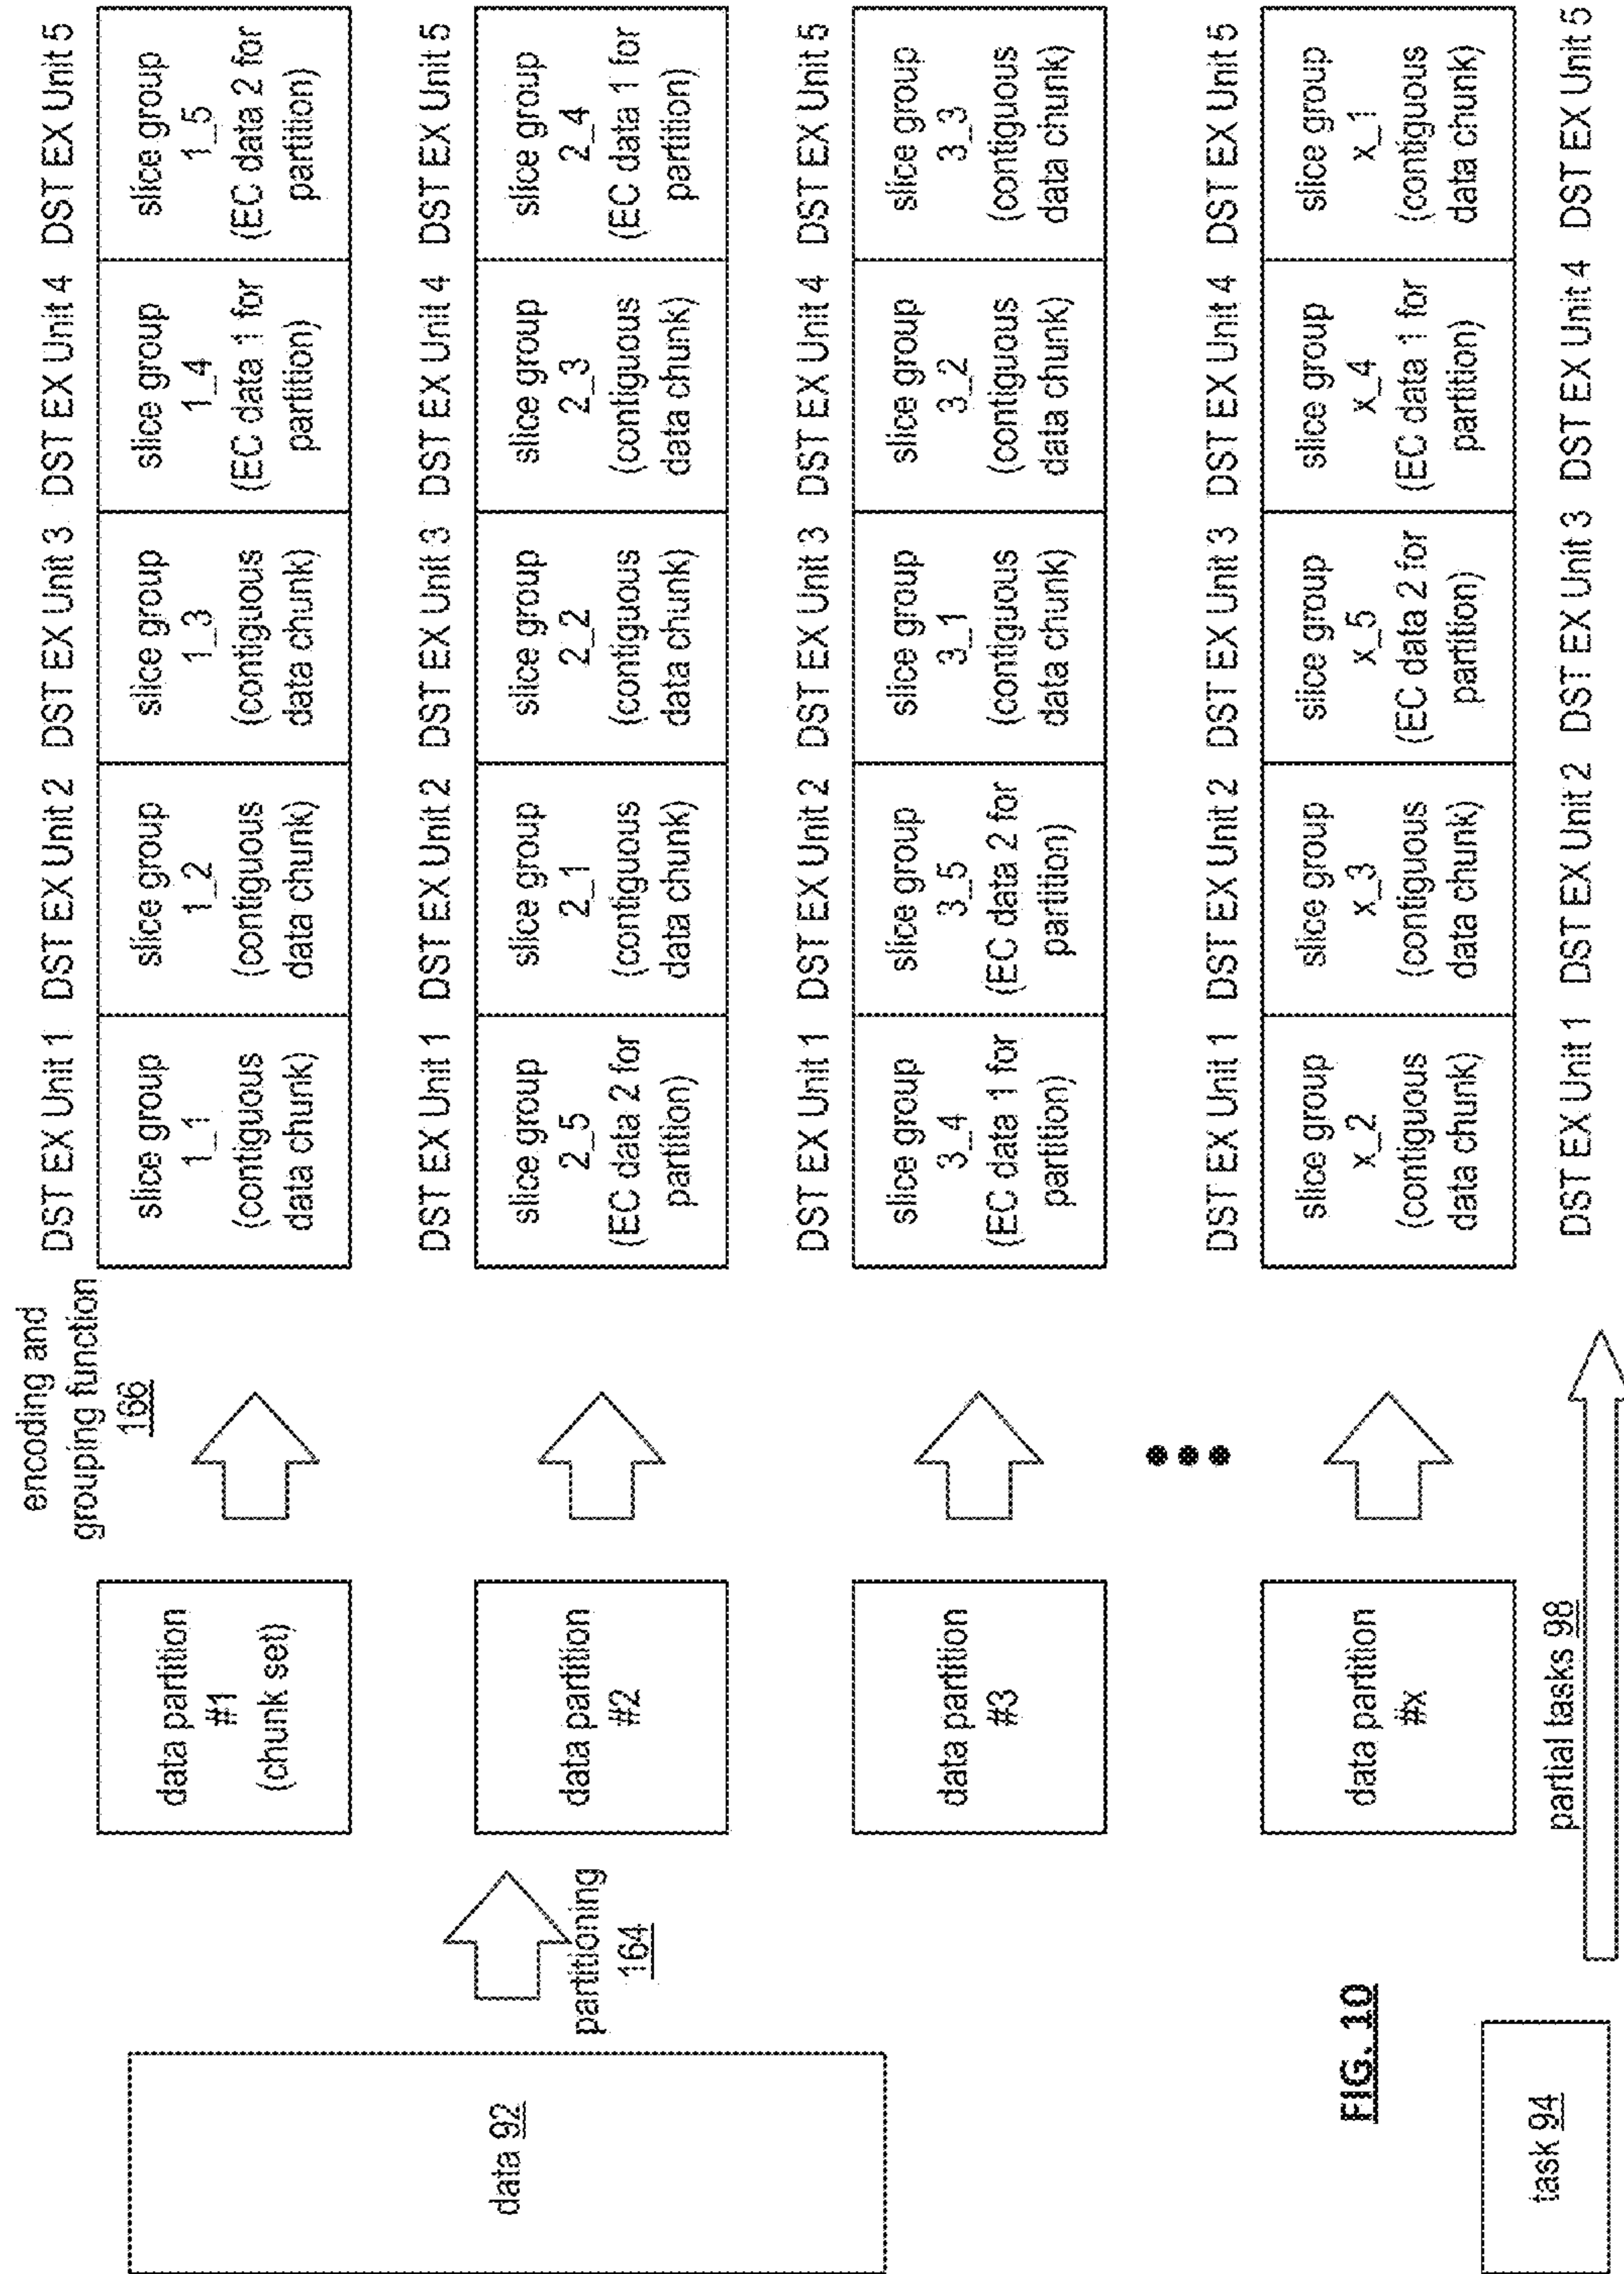 encoding and
grouping function
166
data 92
partitioning
164
data partition
#1
(chunk set)
DST EX Unit 1 DST EX Unit 2 DST EX Unit 3 DST EX Unit 4 DST EX Unit 5
slice group
1_1
(contiguous
data chunk)
slice group
1_2
(contiguous
data chunk)
slice group
1_3
(contiguous
data chunk)
slice group
1_4
(EC data 1 for
partition)
slice group
1_5
(EC data 2 for
partition)
data partition
#2
DST EX Unit 1 DST EX Unit 2 DST EX Unit 3 DST EX Unit 4 DST EX Unit 5
slice group
2_5
(EC data 2 for
partition)
slice group
2_1
(contiguous
data chunk)
slice group
2_2
(contiguous
data chunk)
slice group
2_3
(contiguous
data chunk)
slice group
2_4
(EC data 1 for
partition)
data partition
#3
DST EX Unit 1 DST EX Unit 2 DST EX Unit 3 DST EX Unit 4 DST EX Unit 5
slice group
3_4
(EC data 1 for
partition)
slice group
3_5
(EC data 2 for
partition)
slice group
3_1
(contiguous
data chunk)
slice group
3_2
(contiguous
data chunk)
slice group
3_3
(contiguous
data chunk)
data partition
#x
DST EX Unit 1 DST EX Unit 2 DST EX Unit 3 DST EX Unit 4 DST EX Unit 5
slice group
x_2
(contiguous
data chunk)
slice group
x_3
(contiguous
data chunk)
slice group
x_5
(EC data 2 for
partition)
slice group
x_4
(EC data 1 for
partition)
slice group
x_1
(contiguous
data chunk)
FIG. 10
task 94
partial tasks 98
DST EX Unit 1 DST EX Unit 2 DST EX Unit 3 DST EX Unit 4 DST EX Unit 5